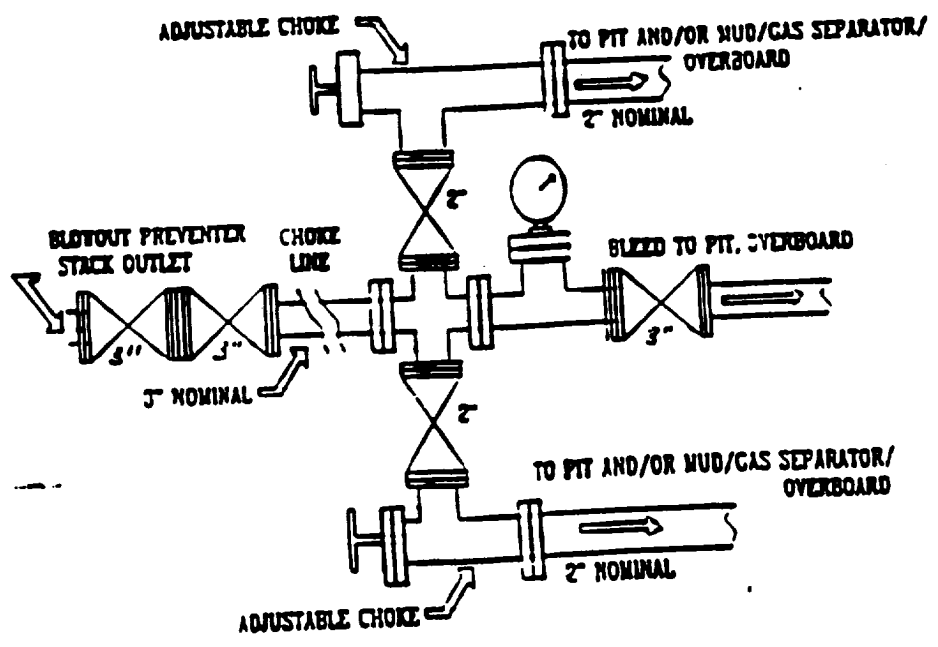 ADJUSTABLE CHOKE
TO PIT AND/OR MUD/GAS SEPARATOR/
OVERBOARD
2" NOMINAL
2"
BLOWOUT PREVENTER
STACK OUTLET
CHOKE
LINE
BLEED TO PIT, OVERBOARD
3"
3"
3"
3" NOMINAL
2"
TO PIT AND/OR MUD/GAS SEPARATOR/
OVERBOARD
2" NOMINAL
ADJUSTABLE CHOKE